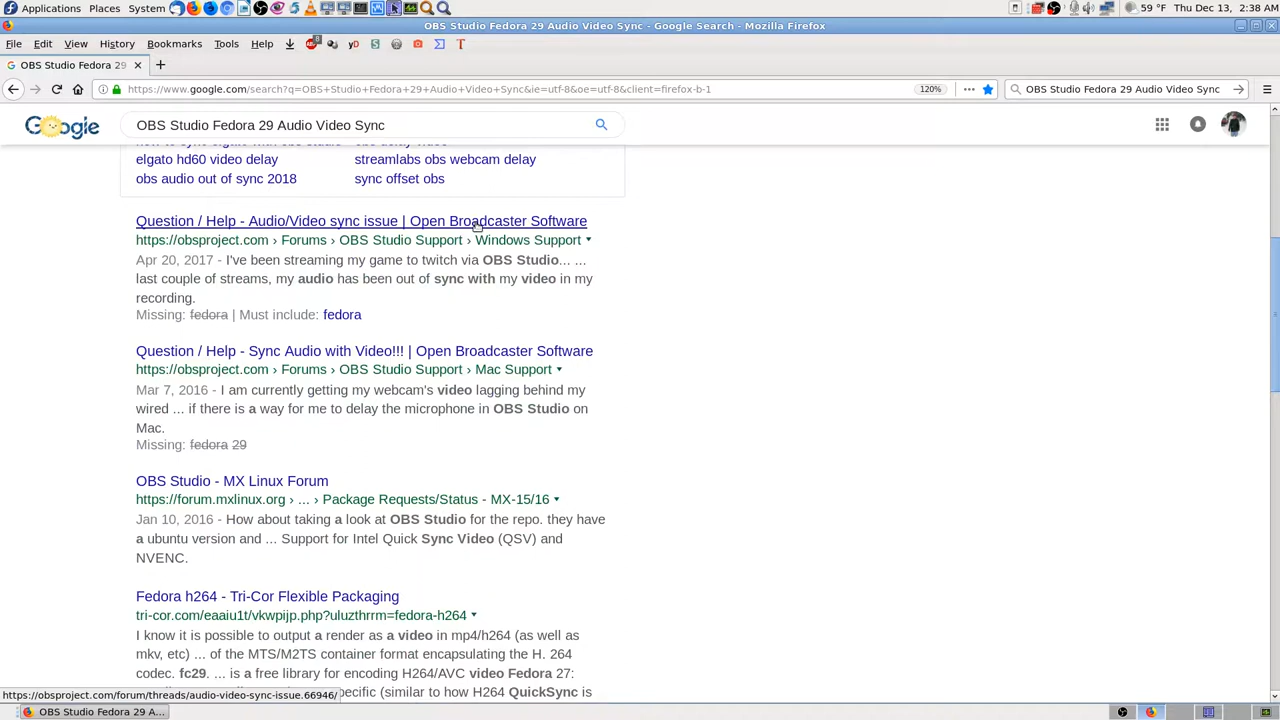 Applications Places System 59 °F Thu Dec 13, 2:38 AM
OBS Studio Fedora 29 Audio Video Sync - Google Search - Mozilla Firefox
File Edit View History Bookmarks Tools Help
OBS Studio Fedora 29
https://www.google.com/search?q=OBS+Studio+Fedora+29+Audio+Video+Sync&ie=utf-8&oe=utf-8&client=firefox-b-1 120% OBS Studio Fedora 29 Audio Video Sync
Google OBS Studio Fedora 29 Audio Video Sync
elgato hd60 video delay streamlabs obs webcam delay
obs audio out of sync 2018 sync offset obs
Question / Help - Audio/Video sync issue | Open Broadcaster Software
https://obsproject.com › Forums › OBS Studio Support › Windows Support
Apr 20, 2017 - I've been streaming my game to twitch via OBS Studio... ...
last couple of streams, my audio has been out of sync with my video in my
recording.
Missing: fedora | Must include: fedora
Question / Help - Sync Audio with Video!!! | Open Broadcaster Software
https://obsproject.com › Forums › OBS Studio Support › Mac Support
Mar 7, 2016 - I am currently getting my webcam's video lagging behind my
wired ... if there is a way for me to delay the microphone in OBS Studio on
Mac.
Missing: fedora 29
OBS Studio - MX Linux Forum
https://forum.mxlinux.org › ... › Package Requests/Status - MX-15/16
Jan 10, 2016 - How about taking a look at OBS Studio for the repo. they have
a ubuntu version and ... Support for Intel Quick Sync Video (QSV) and
NVENC.
Fedora h264 - Tri-Cor Flexible Packaging
tri-cor.com/eaaiu1t/vkwpijp.php?uluzthrrm=fedora-h264
I know it is possible to output a render as a video in mp4/h264 (as well as
mkv, etc) ... of the MTS/M2TS container format encapsulating the H. 264
codec. fc29. ... is a free library for encoding H264/AVC video Fedora 27:
(similar to how H264 QuickSync is
https://obsproject.com/forum/threads/audio-video-sync-issue.66946/
OBS Studio Fedora 29 A...